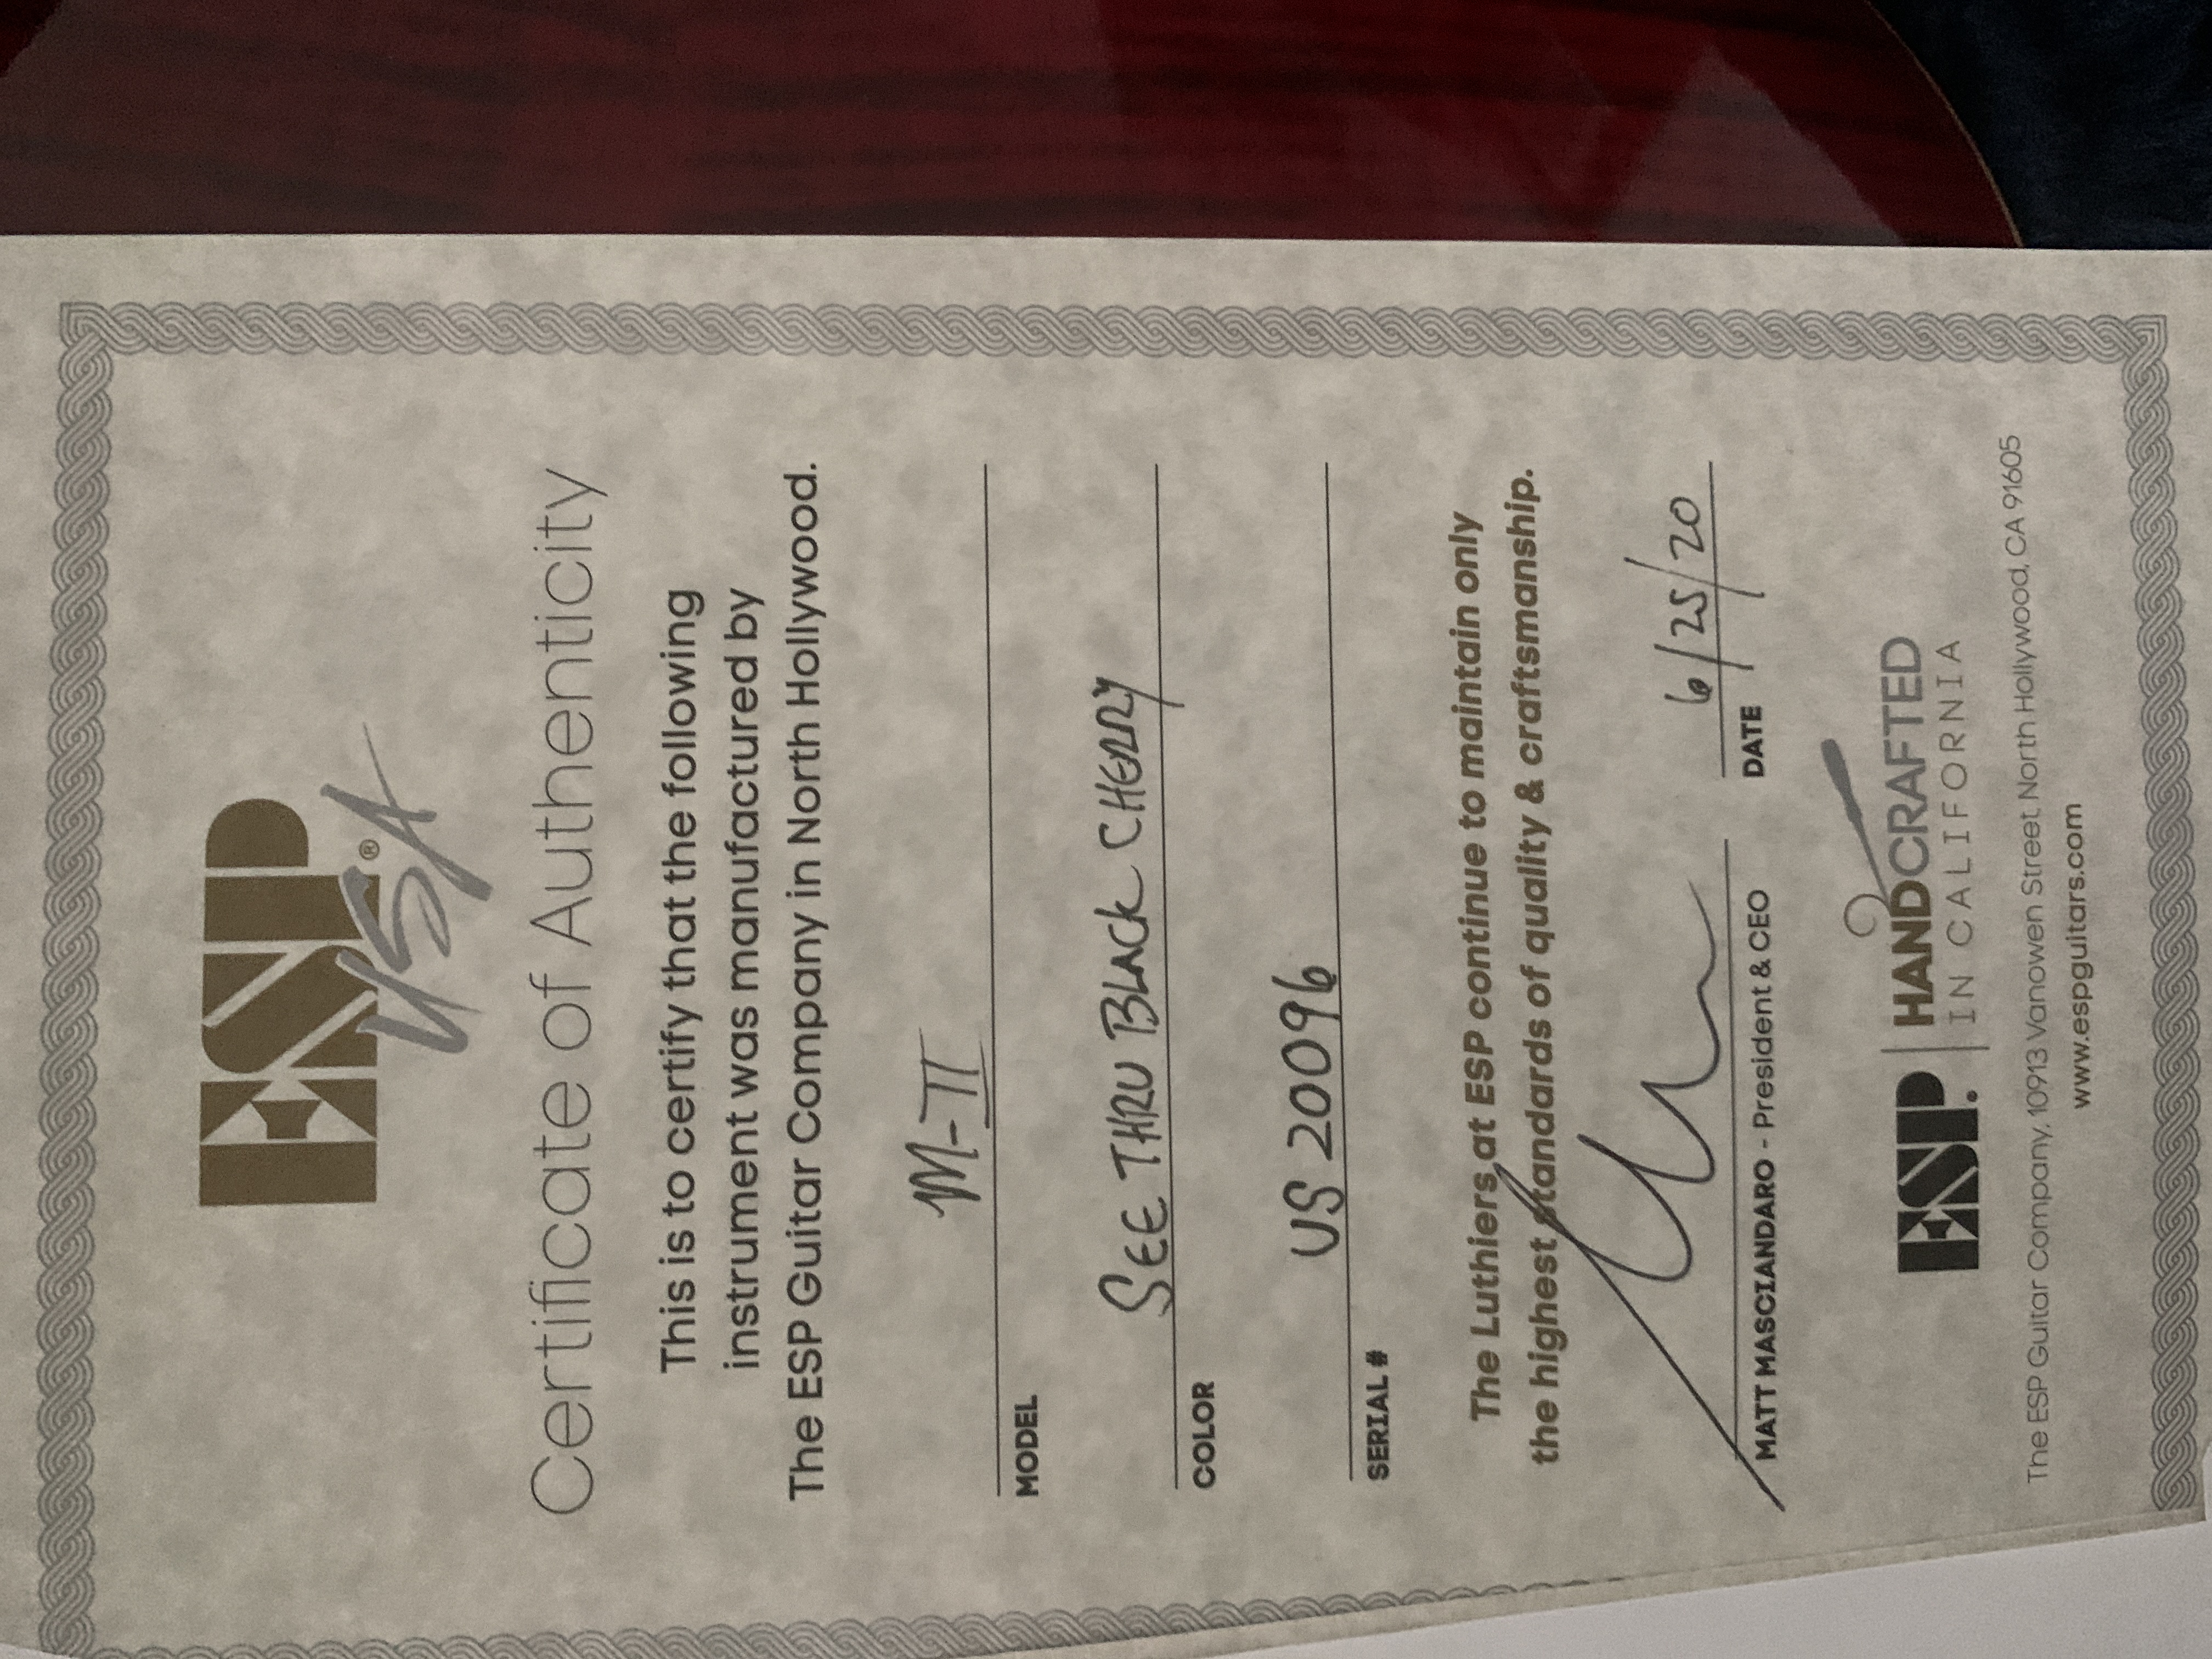 ESP®
USA
Certificate of Authenticity
This is to certify that the following
instrument was manufactured by
The ESP Guitar Company in North Hollywood.
M-II
MODEL
SEE THRU BLACK CHERRY
COLOR
US 20096
SERIAL #
The Luthiers at ESP continue to maintain only
the highest standards of quality & craftsmanship.
6/25/20
MATT MASCIANDARO - President & CEO DATE
ESP. HANDCRAFTED
IN CALIFORNIA
The ESP Guitar Company, 10913 Vanowen Street, North Hollywood, CA 91605
www.espguitars.com